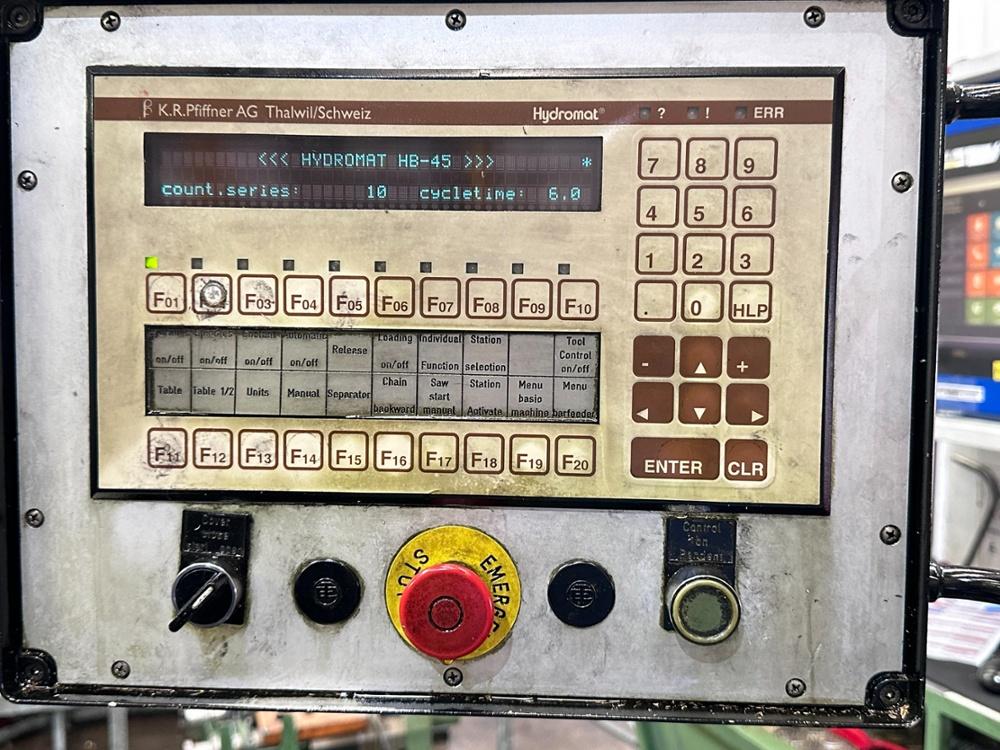 K.R.Pfiffner AG Thalwil/Schweiz Hydromat® ? ! ERR
<<< HYDROMAT HB-45 >>> *
count.series: 10 cycletime: 6.0
7 8 9
4 5 6
1 2 3
. 0 HLP
- ▲ +
◄ ▼ ►
ENTER CLR
F01 F03 F04 F05 F06 F07 F08 F09 F10
on/off
on/off
on/off
on/off
Release
Loading
on/off
Individual
Function
Station
selection
Tool
Control
on/off
Table
Table 1/2
Units
Manual
Separator
Chain
backward
Saw
start
manual
Station
Activate
Menu
basic
machine
Menu
barfeeder
F11 F12 F13 F14 F15 F16 F17 F18 F19 F20
Control
on
Pendent